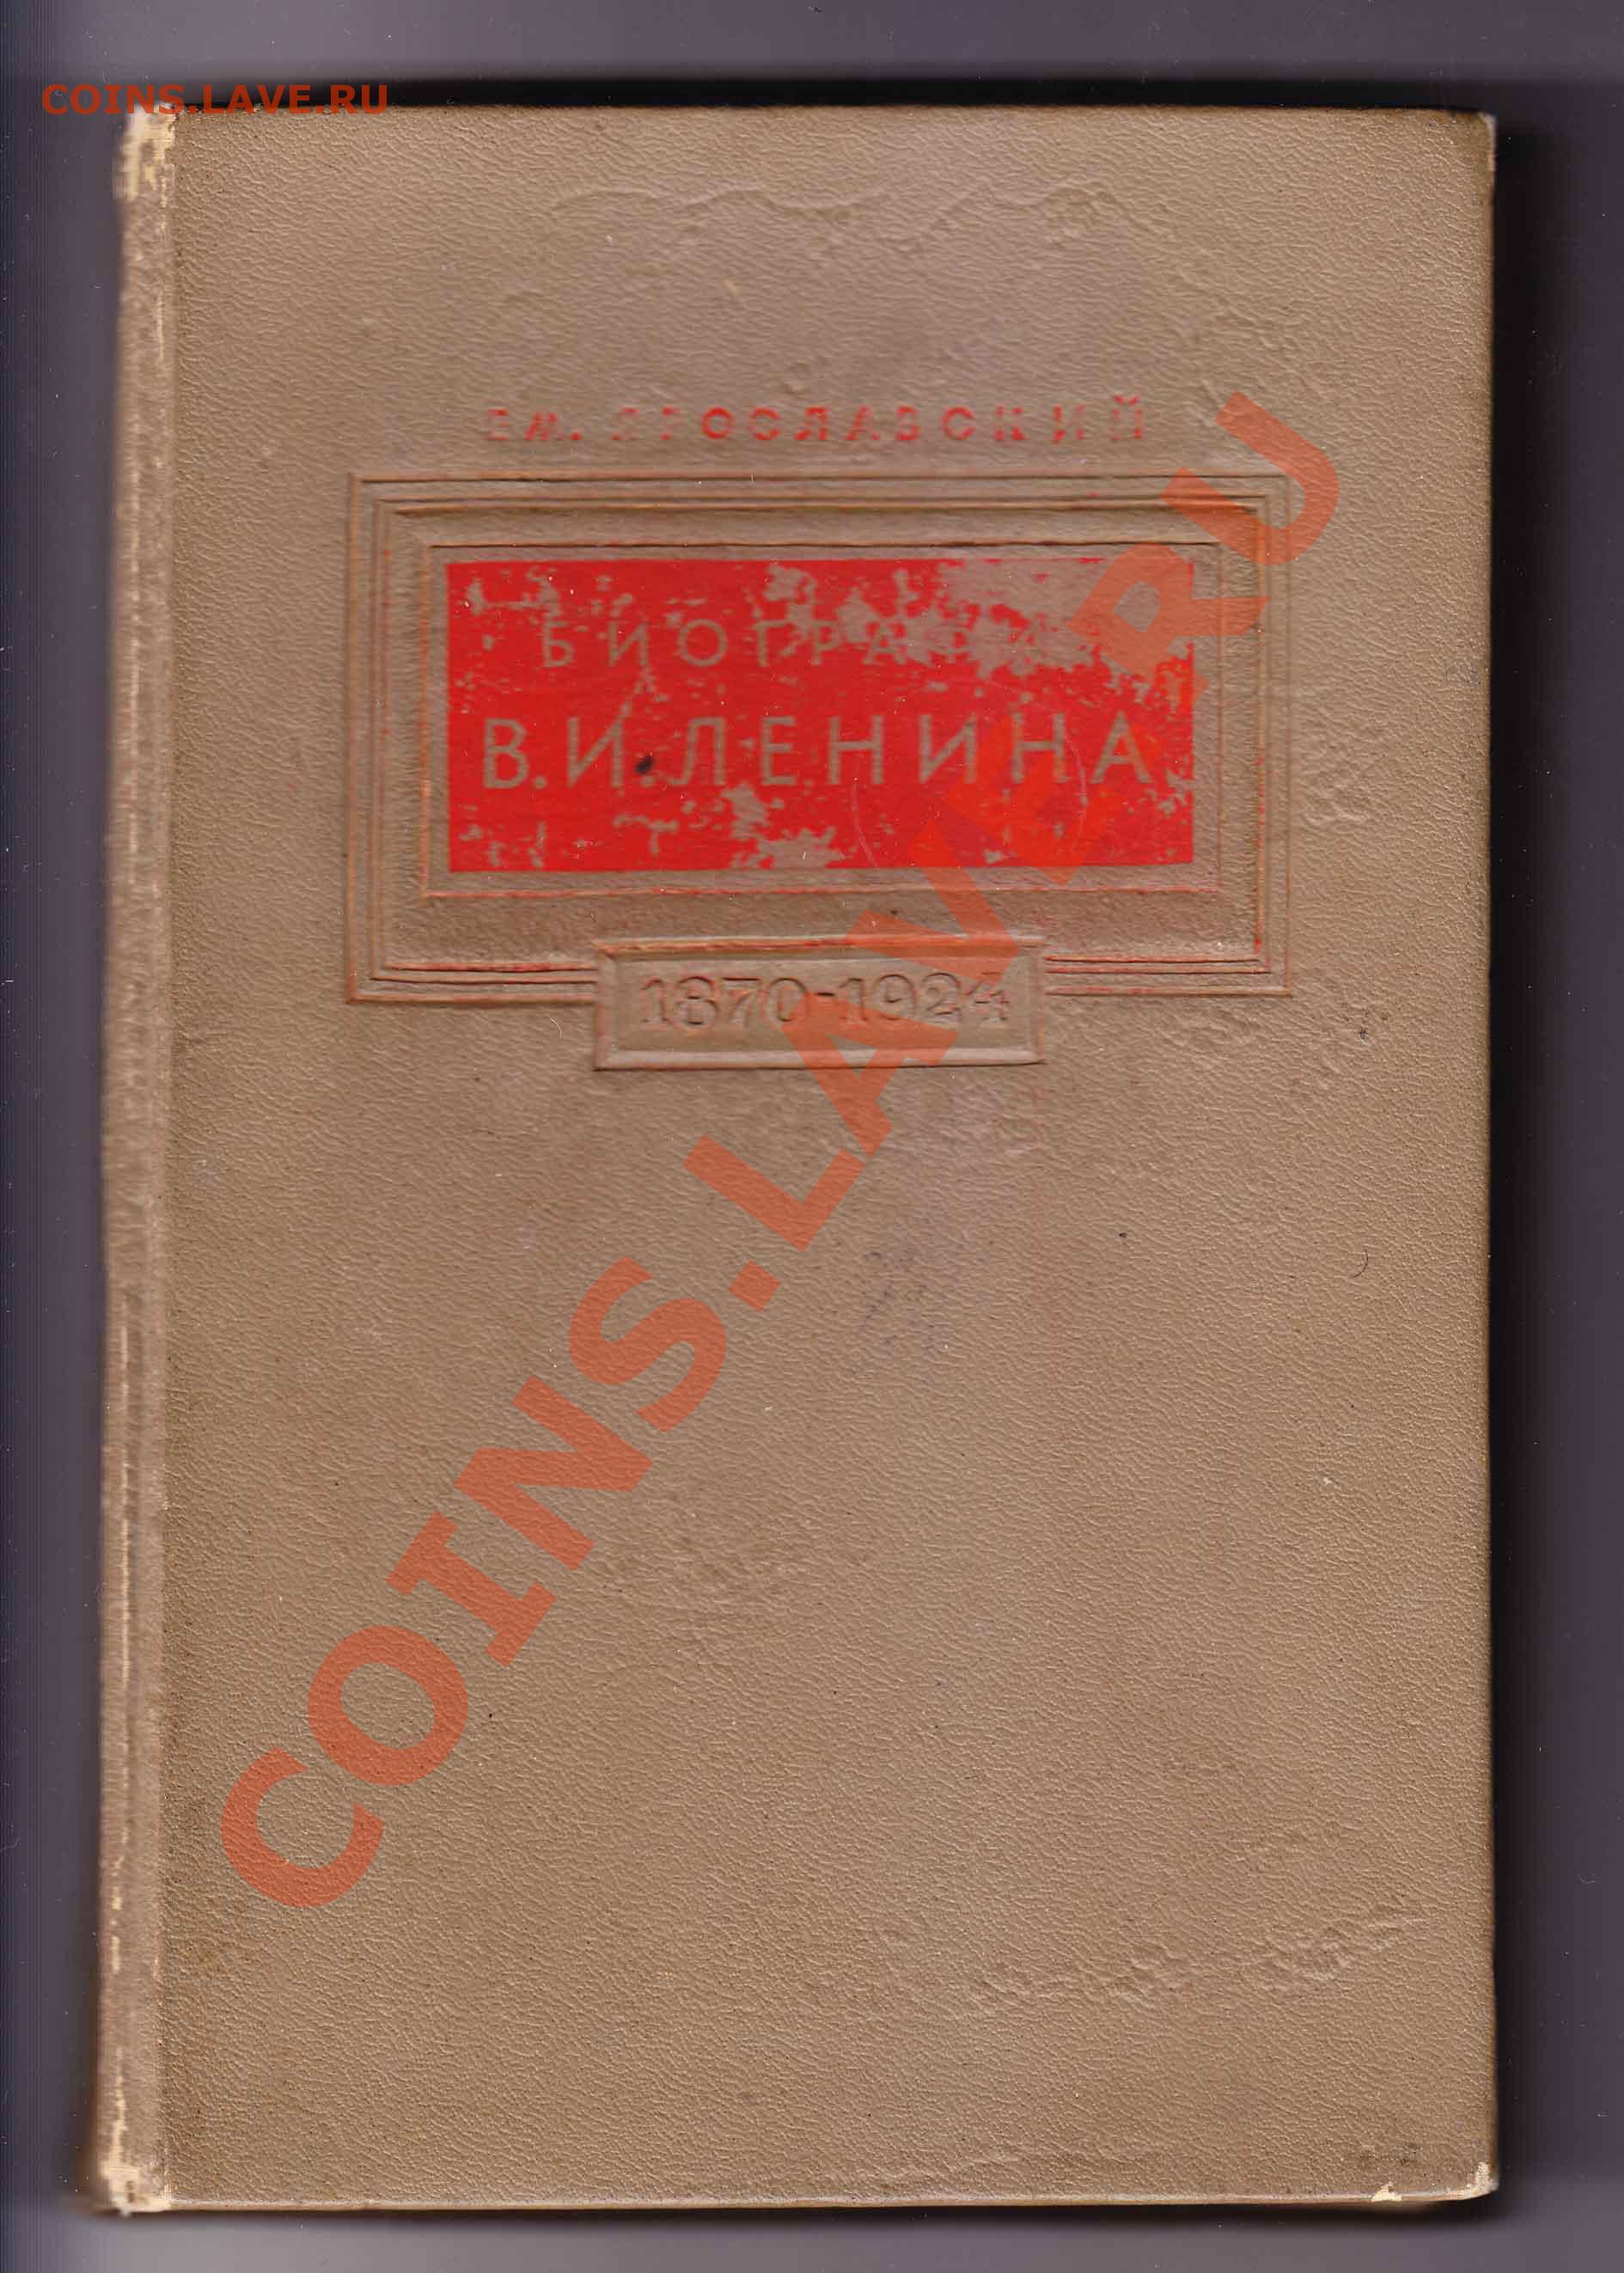 COINS.LAVE.RU
ЕМ. ЯРОСЛАВСКИЙ
БИОГРАФИЯ
В.И.ЛЕНИНА
1870-1924
COINS.LAVE.RU